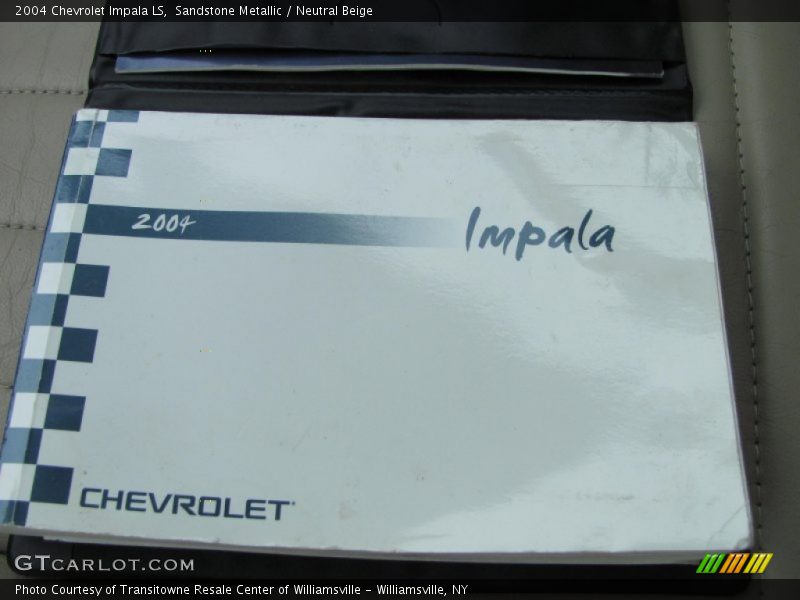 2004 Chevrolet Impala LS,  Sandstone Metallic / Neutral Beige
2004
Impala
CHEVROLET
GTCARLOT.COM
Photo Courtesy of Transitowne Resale Center of Williamsville - Williamsville, NY